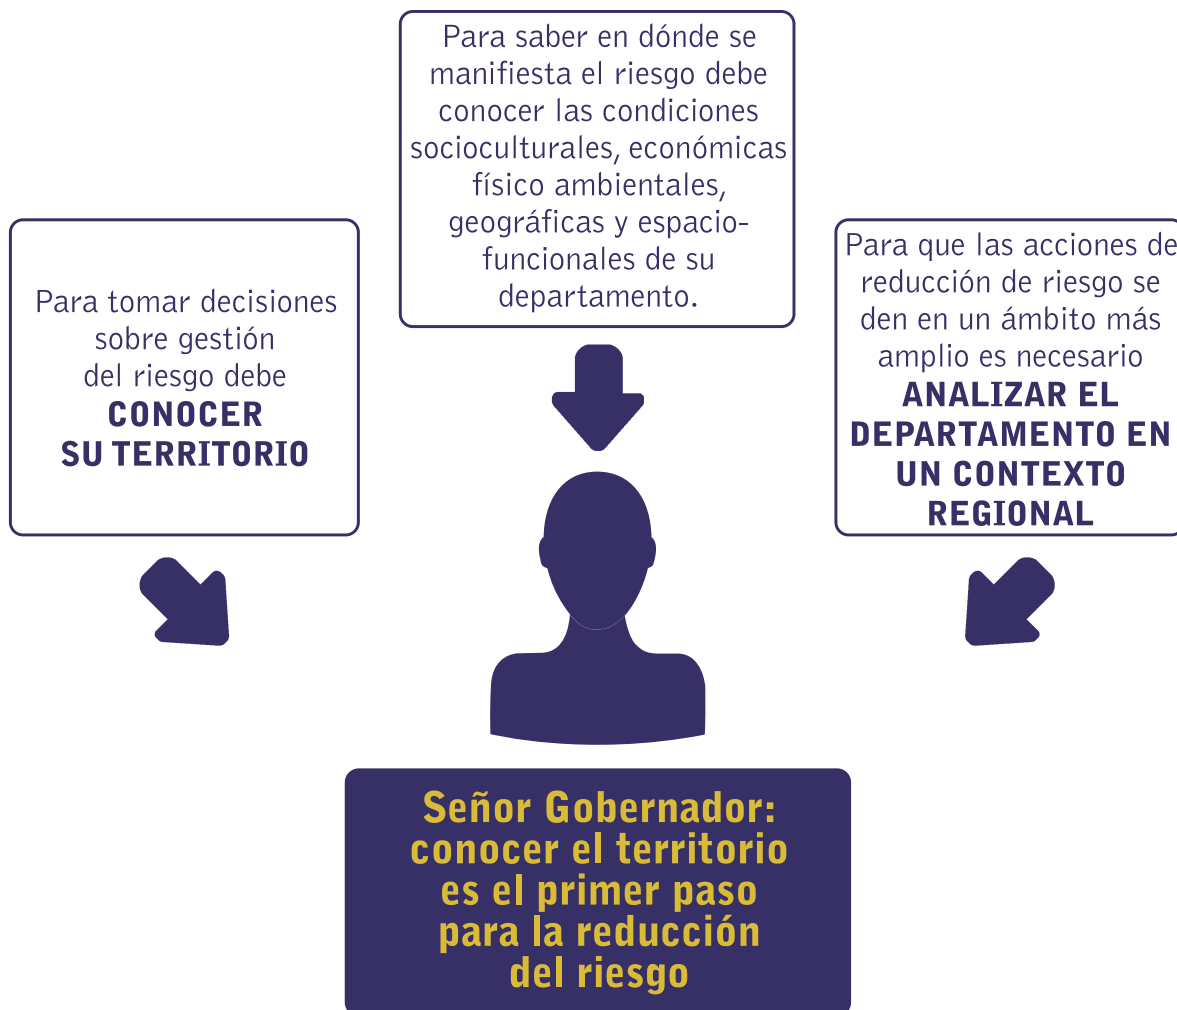 Para tomar decisiones
sobre gestión
del riesgo debe
CONOCER
SU TERRITORIO
Para saber en dónde se
manifiesta el riesgo debe
conocer las condiciones
socioculturales, económicas
físico ambientales,
geográficas y espacio-
funcionales de su
departamento.
Para que las acciones de
reducción de riesgo se
den en un ámbito más
amplio es necesario
ANALIZAR EL
DEPARTAMENTO EN
UN CONTEXTO
REGIONAL
Señor Gobernador:
conocer el territorio
es el primer paso
para la reducción
del riesgo